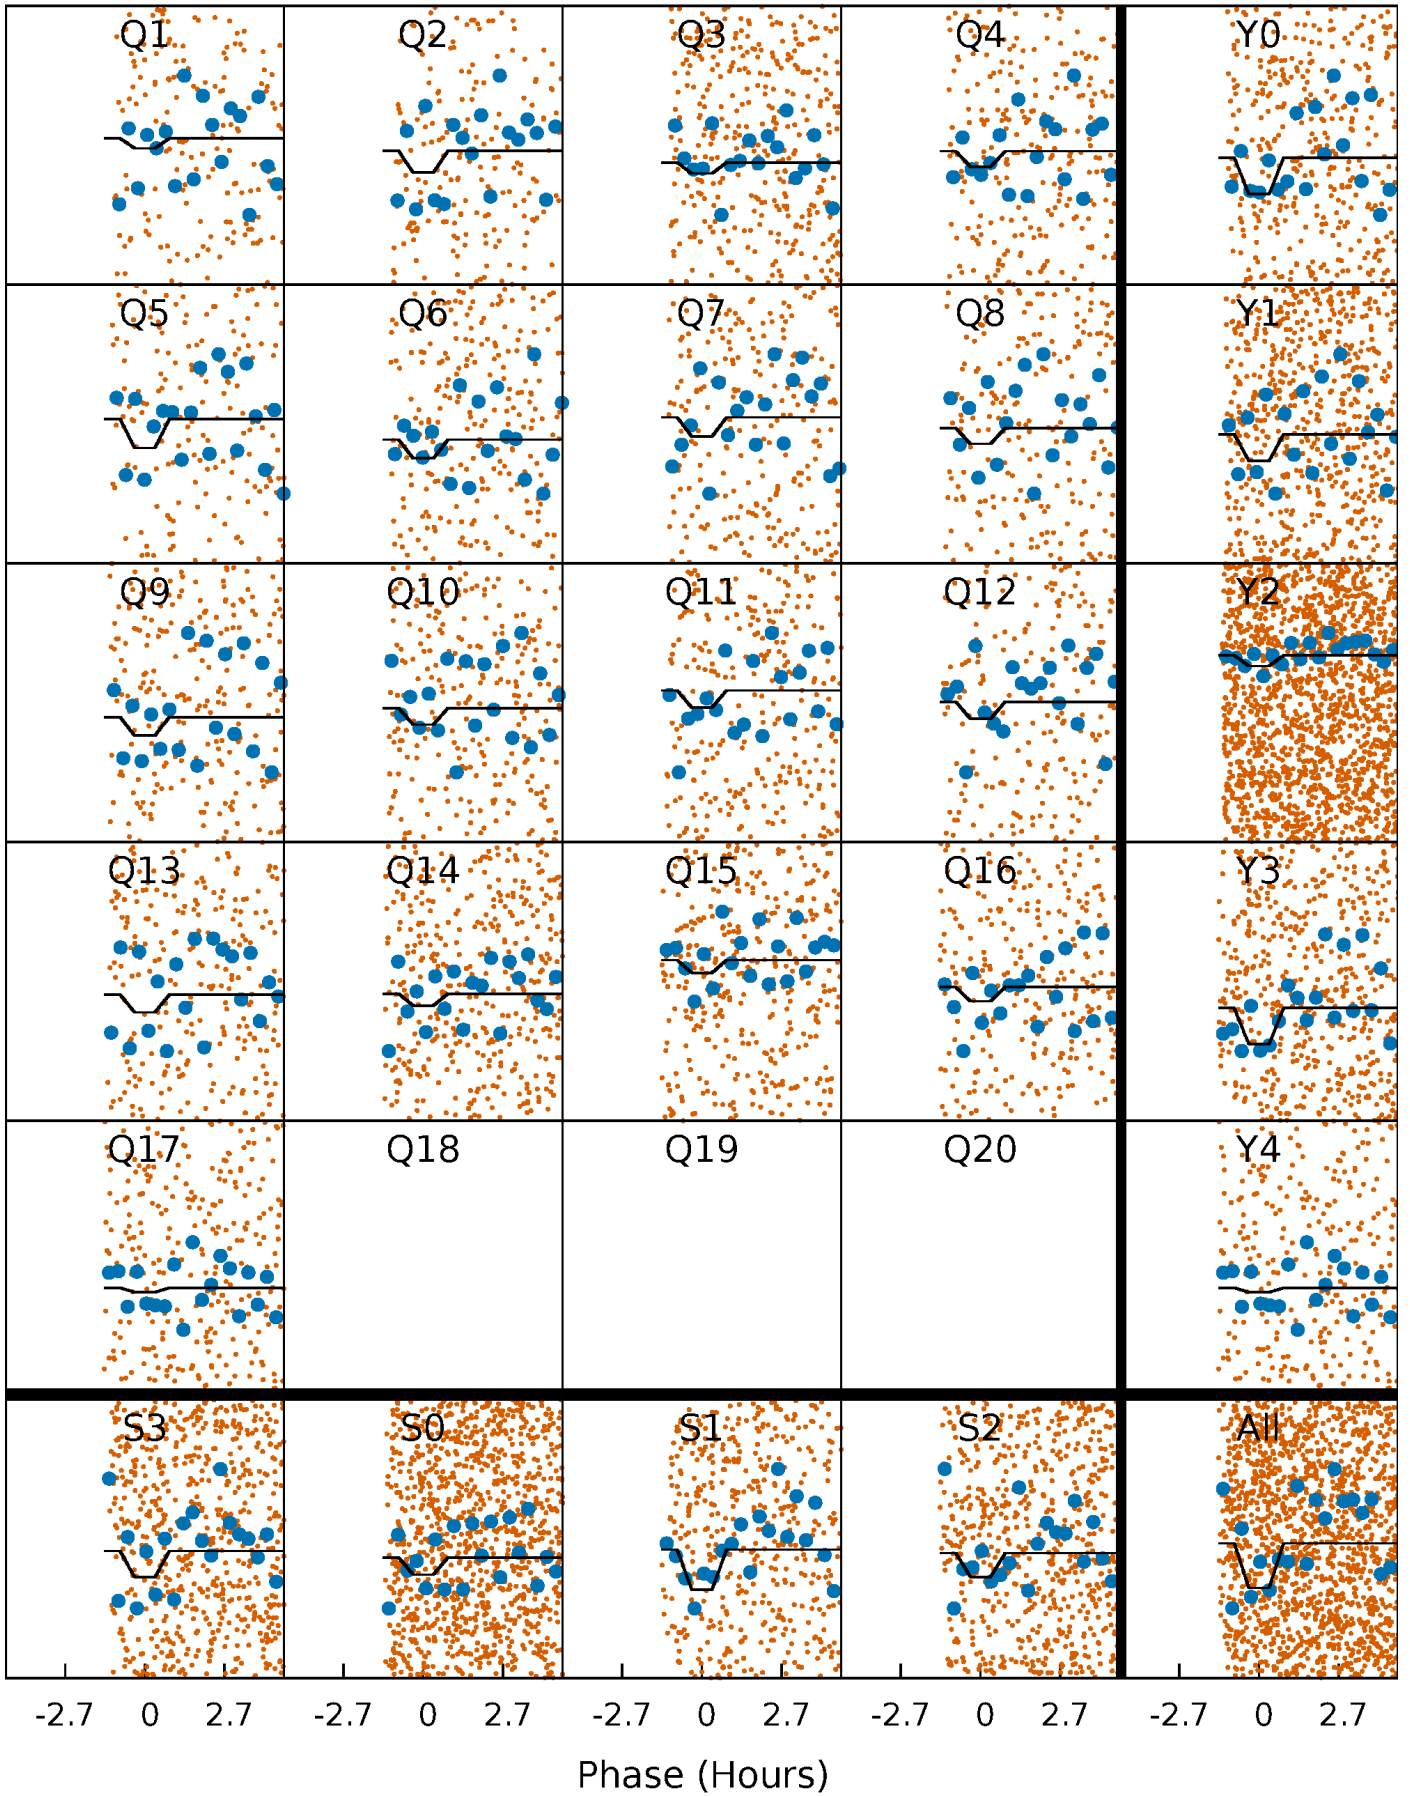 Q1 Q2 Q3 Q4 Y0
Q5 Q6 Q7 Q8 Y1
Q9 Q10 Q11 Q12 Y2
Q13 Q14 Q15 Q16 Y3
Q17 Q18 Q19 Q20 Y4
S3 S0 S1 S2 All
-2.7 0 2.7 -2.7 0 2.7 -2.7 0 2.7 -2.7 0 2.7 -2.7 0 2.7
Phase (Hours)